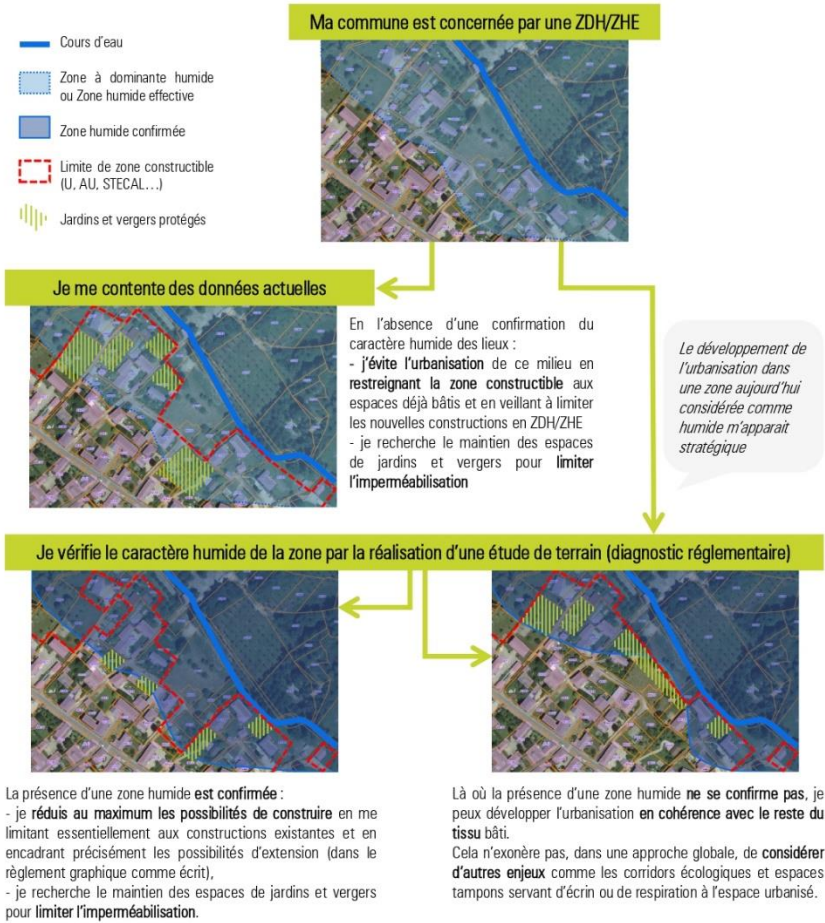 Ma commune est concernée par une ZDH/ZHE
Cours d'eau
Zone à dominante humide
ou Zone humide effective
Zone humide confirmée
Limite de zone constructible
(U, AU, STECAL…)
Jardins et vergers protégés
Je me contente des données actuelles
En l'absence d'une confirmation du
caractère humide des lieux :
- j'évite l'urbanisation de ce milieu en
restreignant la zone constructible aux
espaces déjà bâtis et en veillant à limiter
les nouvelles constructions en ZDH/ZHE
- je recherche le maintien des espaces
de jardins et vergers pour limiter
l'imperméabilisation
Le développement de
l'urbanisation dans
une zone aujourd'hui
considérée comme
humide m'apparait
stratégique
Je vérifie le caractère humide de la zone par la réalisation d'une étude de terrain (diagnostic réglementaire)
La présence d'une zone humide est confirmée :
- je réduis au maximum les possibilités de construire en me
limitant essentiellement aux constructions existantes et en
encadrant précisément les possibilités d'extension (dans le
règlement graphique comme écrit),
- je recherche le maintien des espaces de jardins et vergers
pour limiter l'imperméabilisation.
Là où la présence d'une zone humide ne se confirme pas, je
peux développer l'urbanisation en cohérence avec le reste du
tissu bâti.
Cela n'exonère pas, dans une approche globale, de considérer
d'autres enjeux comme les corridors écologiques et espaces
tampons servant d'écrin ou de respiration à l'espace urbanisé.